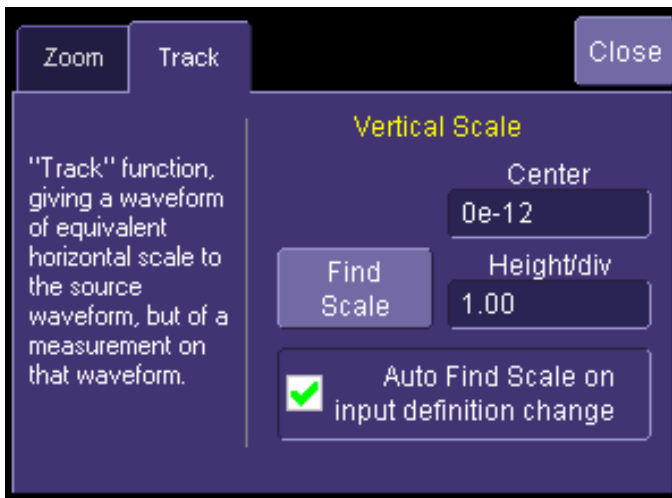 Zoom
Track
Close
"Track" function,
giving a waveform
of equivalent
horizontal scale to
the source
waveform, but of a
measurement on
that waveform.
Vertical Scale
Center
0e-12
Find
Scale
Height/div
1.00
Auto Find Scale on
input definition change